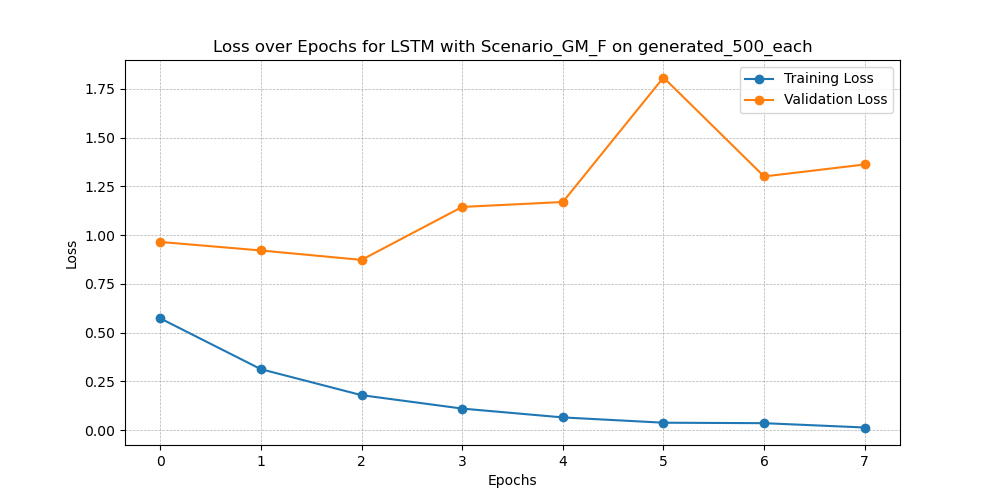 Loss over Epochs for LSTM with Scenario_GM_F on generated_500_each
Training Loss
Validation Loss
1.75
1.50
1.25
1.00
0.75
0.50
0.25
0.00
Loss
0 1 2 3 4 5 6 7
Epochs